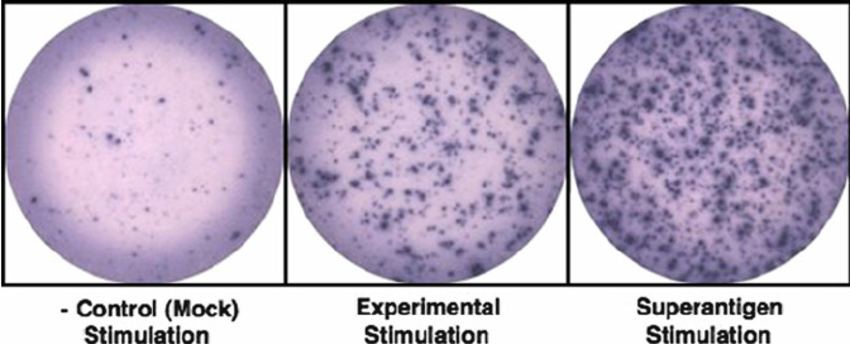 - Control (Mock)
Stimulation
Experimental
Stimulation
Superantigen
Stimulation